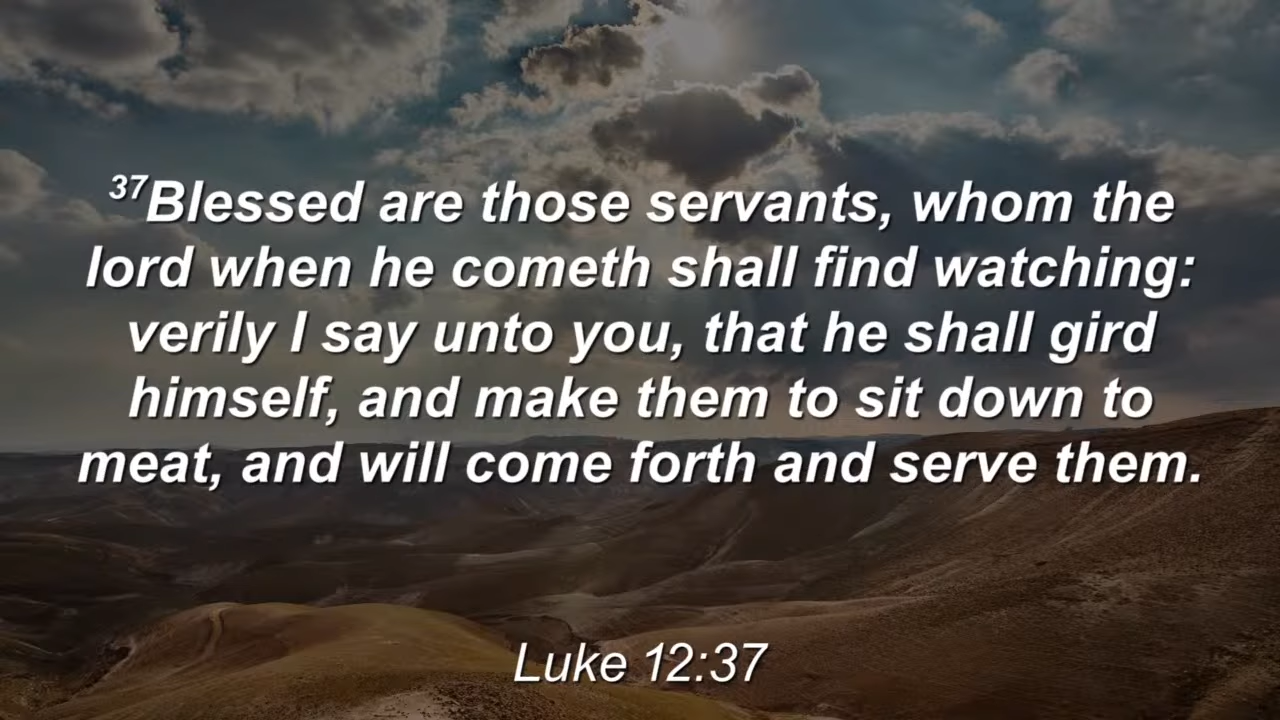 37Blessed are those servants, whom the
lord when he cometh shall find watching:
verily I say unto you, that he shall gird
himself, and make them to sit down to
meat, and will come forth and serve them.
Luke 12:37